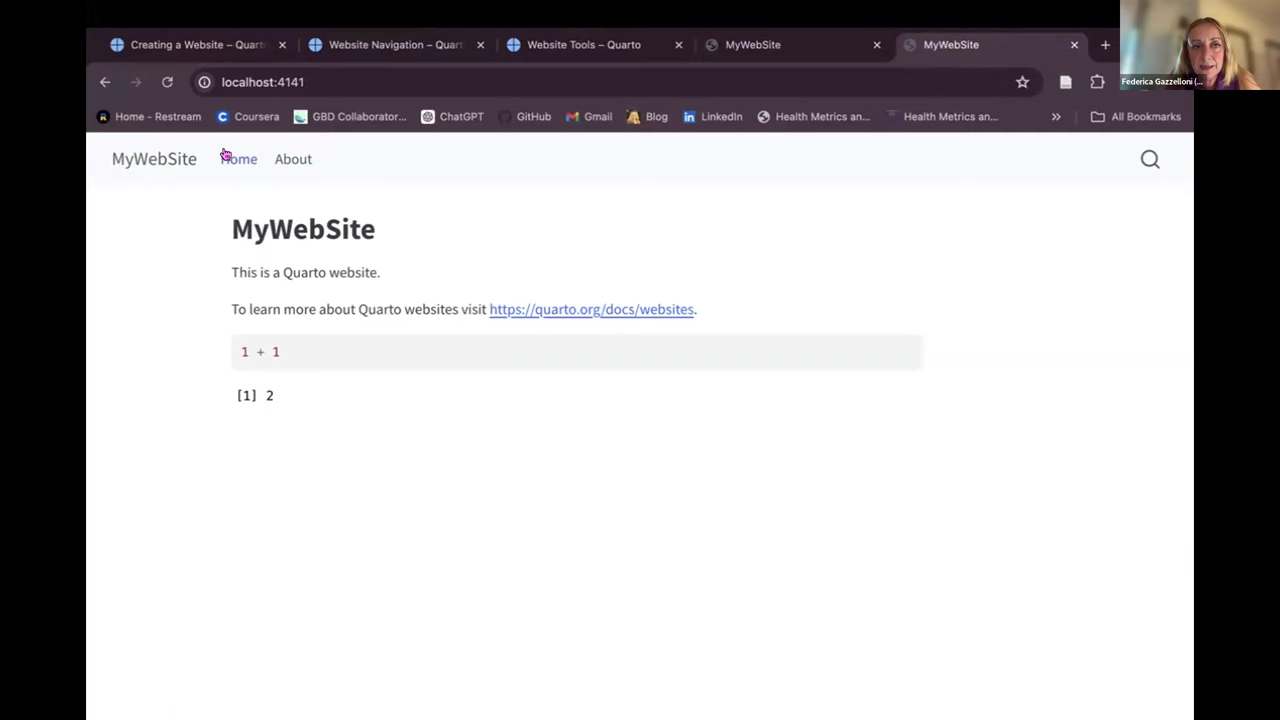 Creating a Website – Quart
Website Navigation – Quart
Website Tools – Quarto
MyWebSite
MyWebSite
Federica Gazzelloni (...
localhost:4141
Home - Restream
Coursera
GBD Collaborator...
ChatGPT
GitHub
Gmail
Blog
LinkedIn
Health Metrics an...
Health Metrics an...
»
All Bookmarks
MyWebSite
Home
About
MyWebSite
This is a Quarto website.
To learn more about Quarto websites visit https://quarto.org/docs/websites.
1 + 1
[1] 2